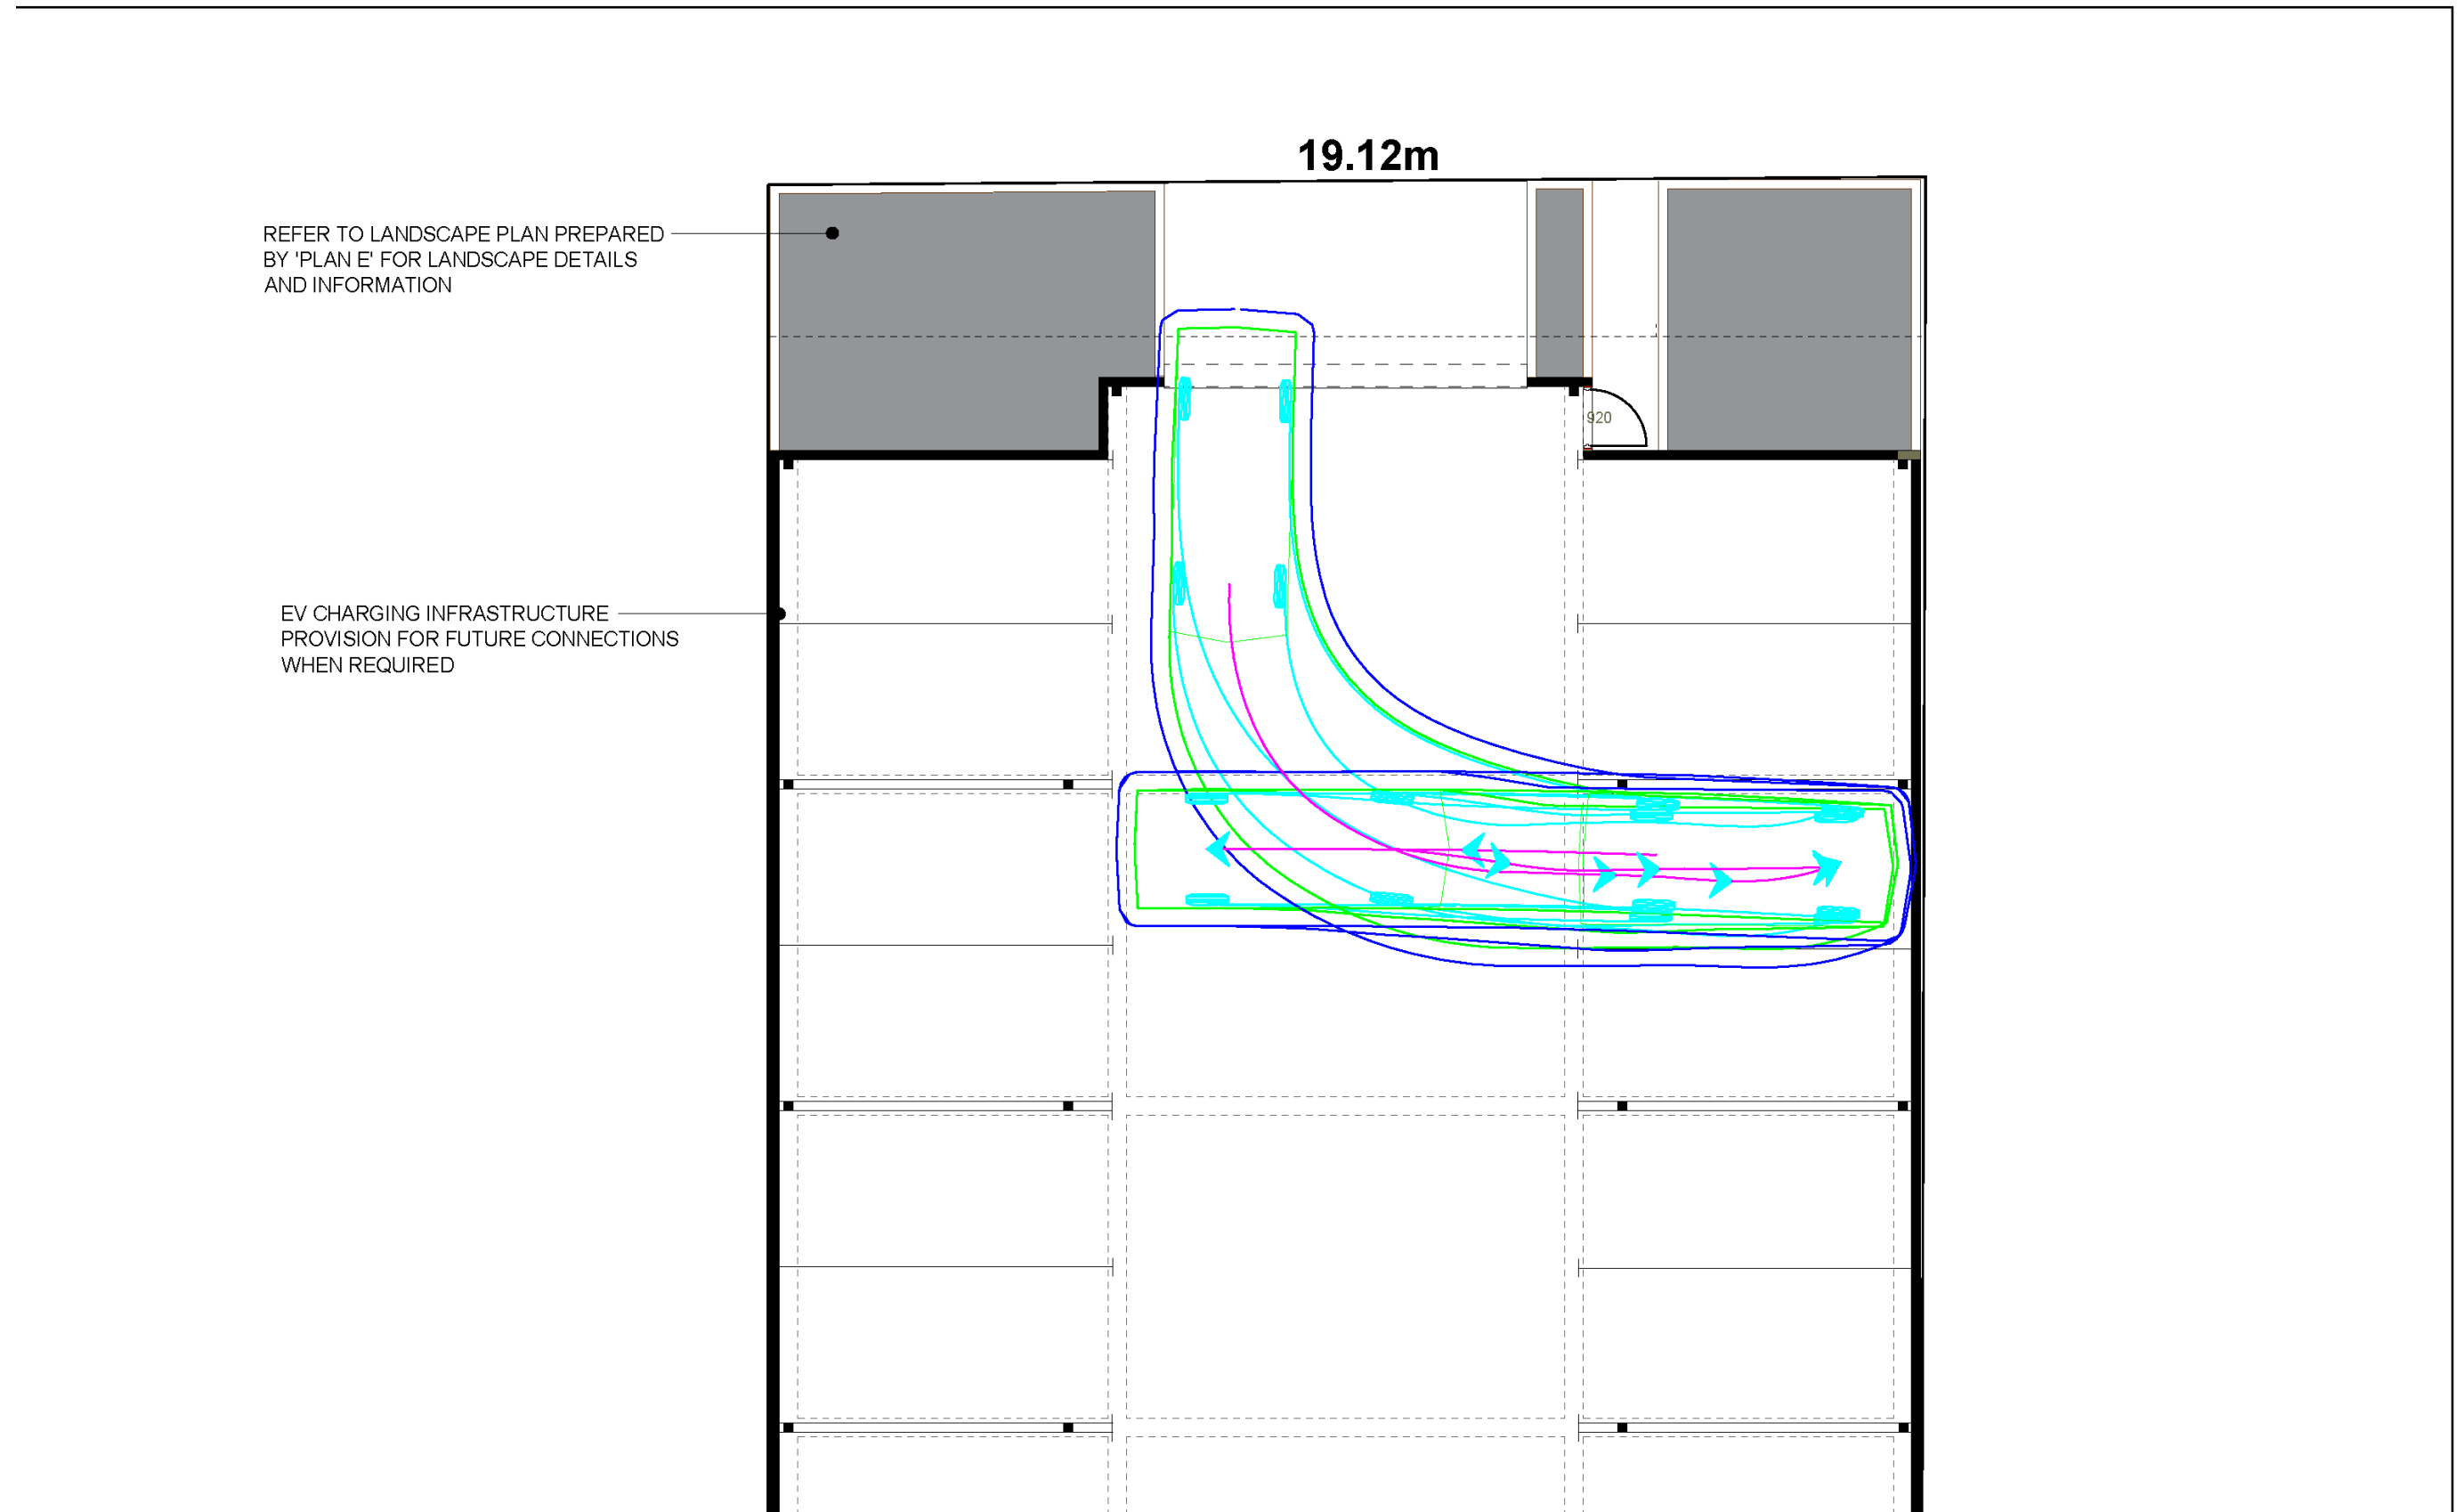 19.12m
REFER TO LANDSCAPE PLAN PREPARED
BY 'PLAN E' FOR LANDSCAPE DETAILS
AND INFORMATION
920
EV CHARGING INFRASTRUCTURE
PROVISION FOR FUTURE CONNECTIONS
WHEN REQUIRED